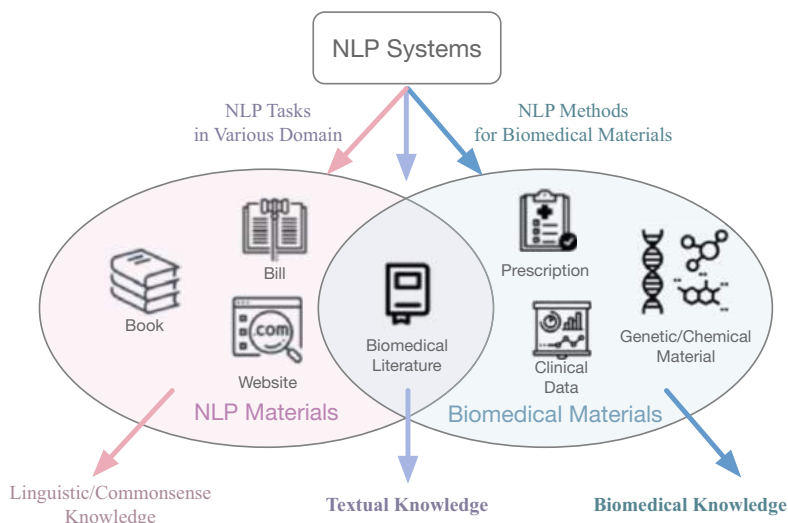 NLP Systems
NLP Tasks
in Various Domain
NLP Methods
for Biomedical Materials
Bill
Prescription
.com
Book
Website
Biomedical
Literature
Clinical
Data
Genetic/Chemical
Material
NLP Materials
Biomedical Materials
Linguistic/Commonsense
Knowledge
Textual Knowledge
Biomedical Knowledge